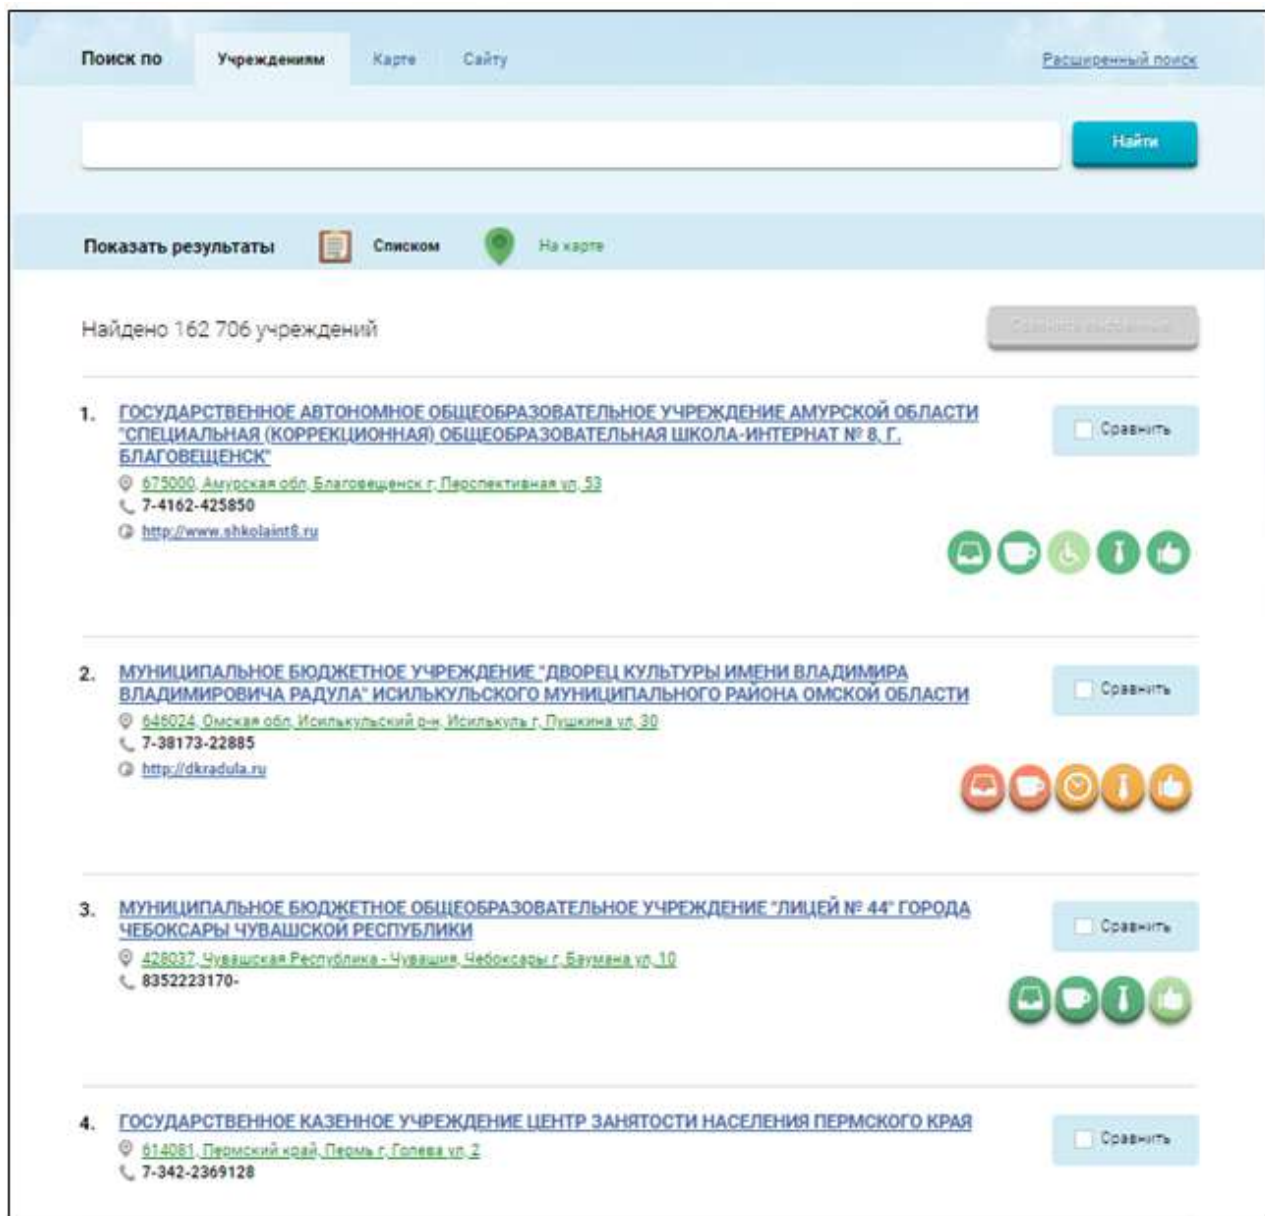 Поиск по Учреждениям Карте Сайту Расширенный поиск
Найти
Показать результаты Списком На карте
Найдено 162 706 учреждений
1. ГОСУДАРСТВЕННОЕ АВТОНОМНОЕ ОБЩЕОБРАЗОВАТЕЛЬНОЕ УЧРЕЖДЕНИЕ АМУРСКОЙ ОБЛАСТИ
"СПЕЦИАЛЬНАЯ (КОРРЕКЦИОННАЯ) ОБЩЕОБРАЗОВАТЕЛЬНАЯ ШКОЛА-ИНТЕРНАТ № 8, Г.
БЛАГОВЕЩЕНСК"
Сравнить
675000, Амурская обл, Благовещенск г, Перспективная ул, 53
7-4162-425850
http://www.shkolaint8.ru
2. МУНИЦИПАЛЬНОЕ БЮДЖЕТНОЕ УЧРЕЖДЕНИЕ "ДВОРЕЦ КУЛЬТУРЫ ИМЕНИ ВЛАДИМИРА
ВЛАДИМИРОВИЧА РАДУЛА" ИСИЛЬКУЛЬСКОГО МУНИЦИПАЛЬНОГО РАЙОНА ОМСКОЙ ОБЛАСТИ
Сравнить
646024, Омская обл, Исилькульский р-н, Исилькуль г, Пушкина ул, 30
7-38173-22885
http://dkradula.ru
3. МУНИЦИПАЛЬНОЕ БЮДЖЕТНОЕ ОБЩЕОБРАЗОВАТЕЛЬНОЕ УЧРЕЖДЕНИЕ "ЛИЦЕЙ № 44" ГОРОДА
ЧЕБОКСАРЫ ЧУВАШСКОЙ РЕСПУБЛИКИ
Сравнить
428037, Чувашская Республика - Чувашия, Чебоксары г, Баумана ул, 10
8352223170-
4. ГОСУДАРСТВЕННОЕ КАЗЕННОЕ УЧРЕЖДЕНИЕ ЦЕНТР ЗАНЯТОСТИ НАСЕЛЕНИЯ ПЕРМСКОГО КРАЯ
Сравнить
614081, Пермский край, Пермь г, Голева ул, 2
7-342-2369128